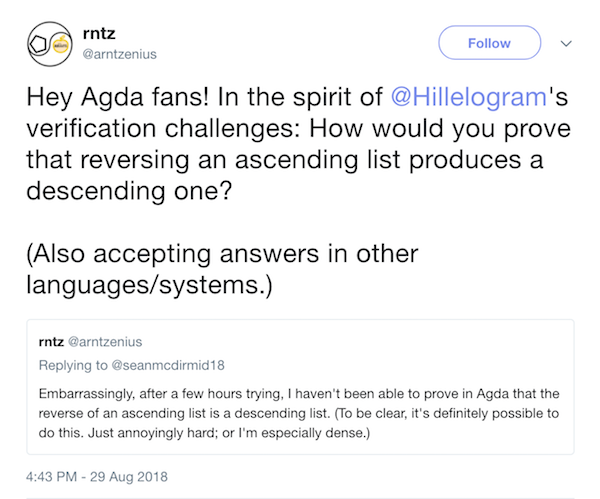 rntz
@arntzenius
Follow
Hey Agda fans! In the spirit of @Hillelogram's
verification challenges: How would you prove
that reversing an ascending list produces a
descending one?
(Also accepting answers in other
languages/systems.)
rntz @arntzenius
Replying to @seanmcdirmid18
Embarrassingly, after a few hours trying, I haven't been able to prove in Agda that the
reverse of an ascending list is a descending list. (To be clear, it's definitely possible to
do this. Just annoyingly hard; or I'm especially dense.)
4:43 PM - 29 Aug 2018